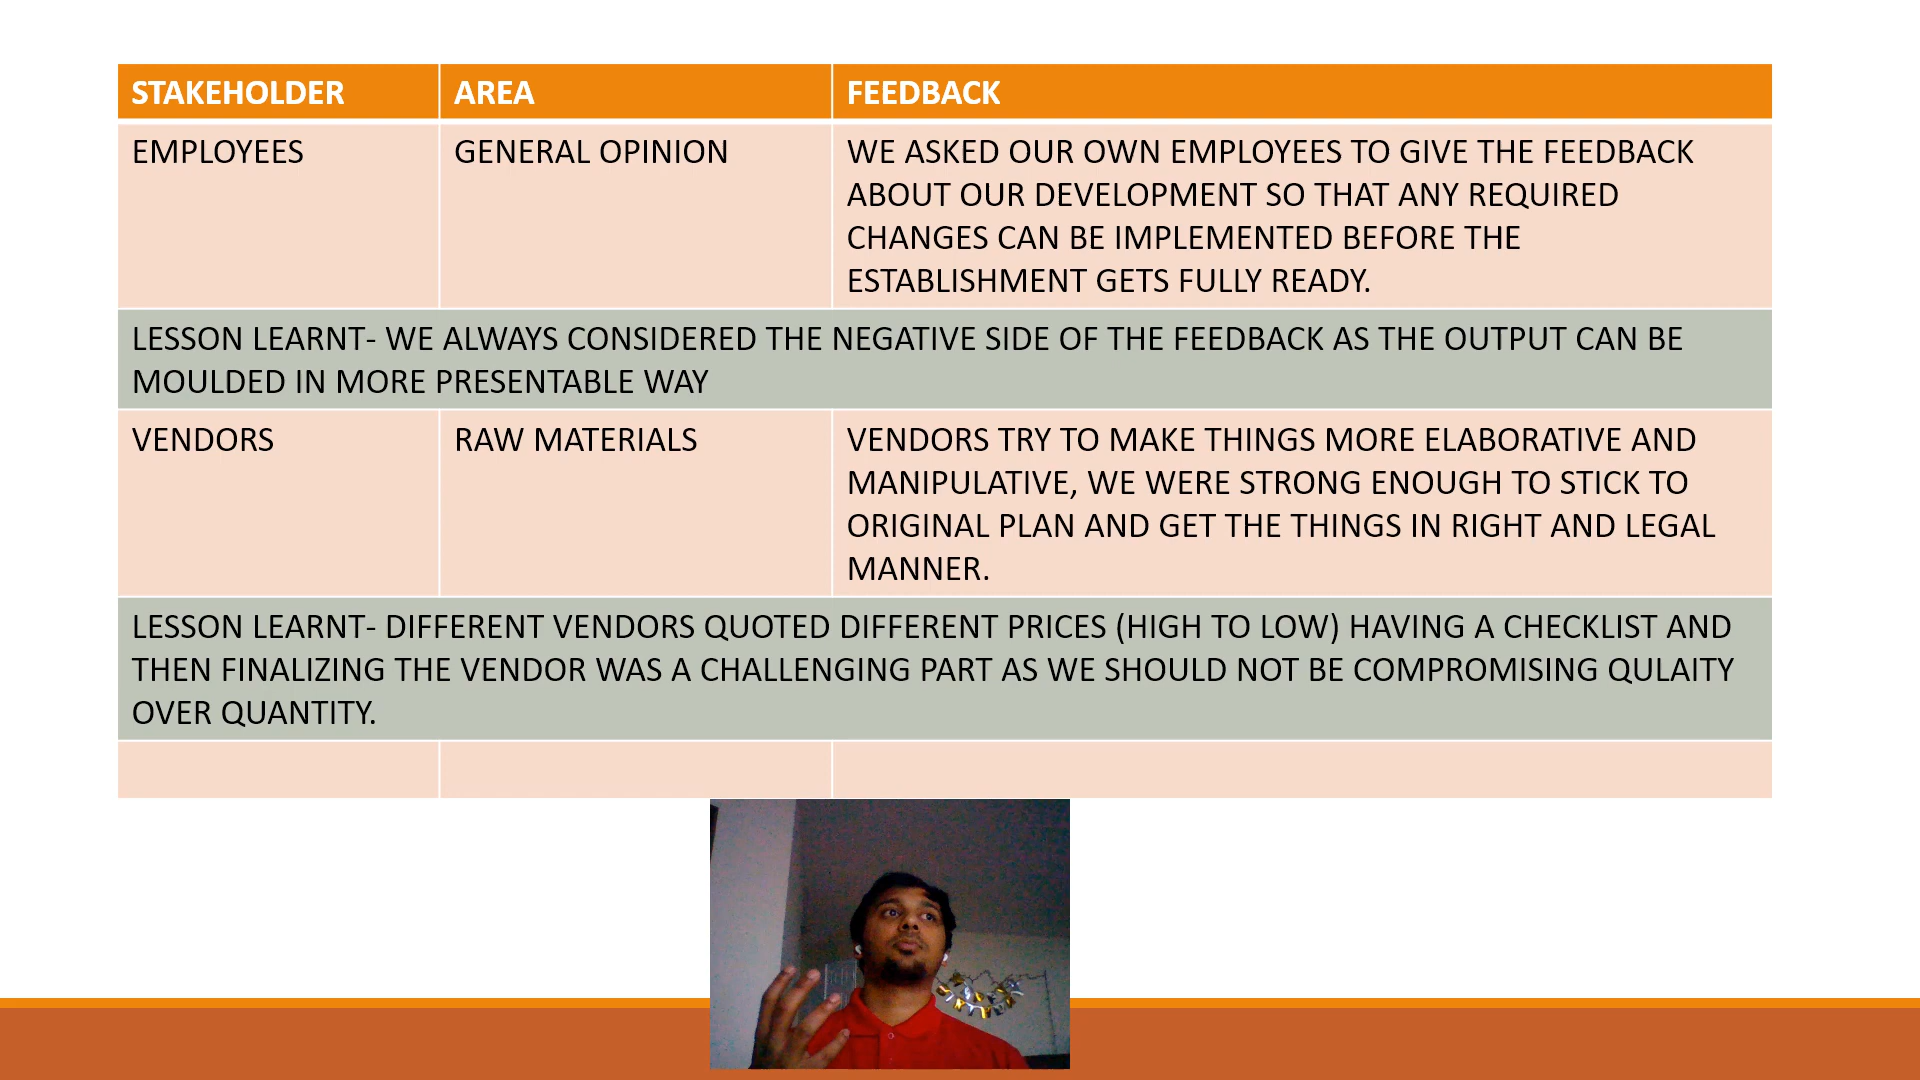 STAKEHOLDER AREA FEEDBACK
EMPLOYEES GENERAL OPINION WE ASKED OUR OWN EMPLOYEES TO GIVE THE FEEDBACK
ABOUT OUR DEVELOPMENT SO THAT ANY REQUIRED
CHANGES CAN BE IMPLEMENTED BEFORE THE
ESTABLISHMENT GETS FULLY READY.
LESSON LEARNT- WE ALWAYS CONSIDERED THE NEGATIVE SIDE OF THE FEEDBACK AS THE OUTPUT CAN BE
MOULDED IN MORE PRESENTABLE WAY
VENDORS RAW MATERIALS VENDORS TRY TO MAKE THINGS MORE ELABORATIVE AND
MANIPULATIVE, WE WERE STRONG ENOUGH TO STICK TO
ORIGINAL PLAN AND GET THE THINGS IN RIGHT AND LEGAL
MANNER.
LESSON LEARNT- DIFFERENT VENDORS QUOTED DIFFERENT PRICES (HIGH TO LOW) HAVING A CHECKLIST AND
THEN FINALIZING THE VENDOR WAS A CHALLENGING PART AS WE SHOULD NOT BE COMPROMISING QULAITY
OVER QUANTITY.